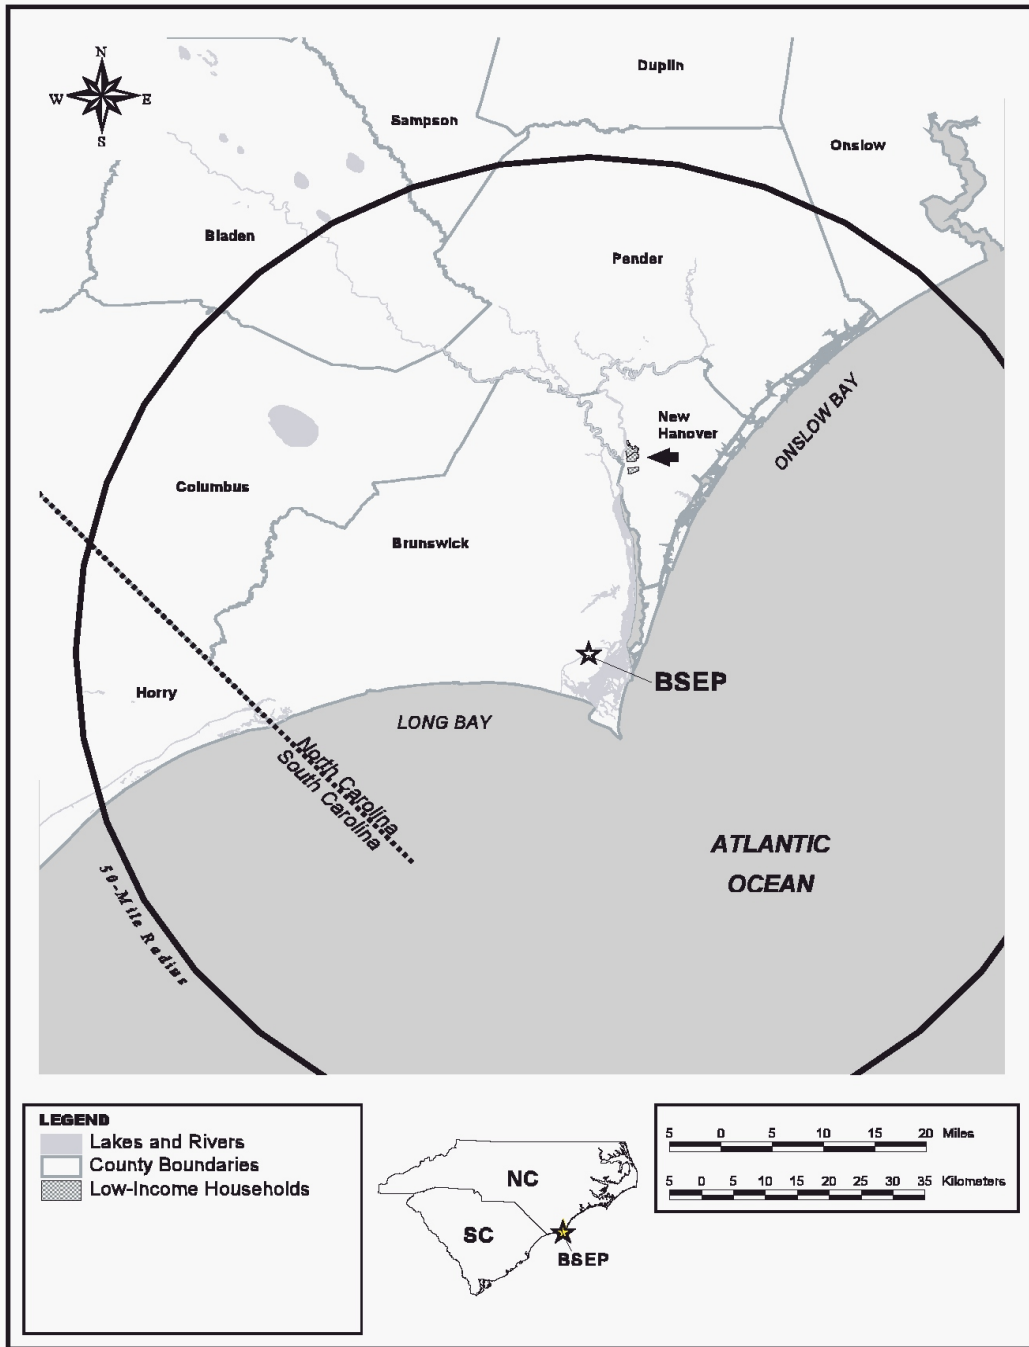 N
W E
S
Duplin
Sampson
Onslow
Bladen
Pender
New
Hanover
ONSLOW BAY
Columbus
Brunswick
BSEP
Horry
LONG BAY
North Carolina
South Carolina
ATLANTIC
OCEAN
50-Mile Radius
LEGEND
Lakes and Rivers
County Boundaries
Low-Income Households
NC
SC
BSEP
5 0 5 10 15 20 Miles
5 0 5 10 15 20 25 30 35 Kilometers